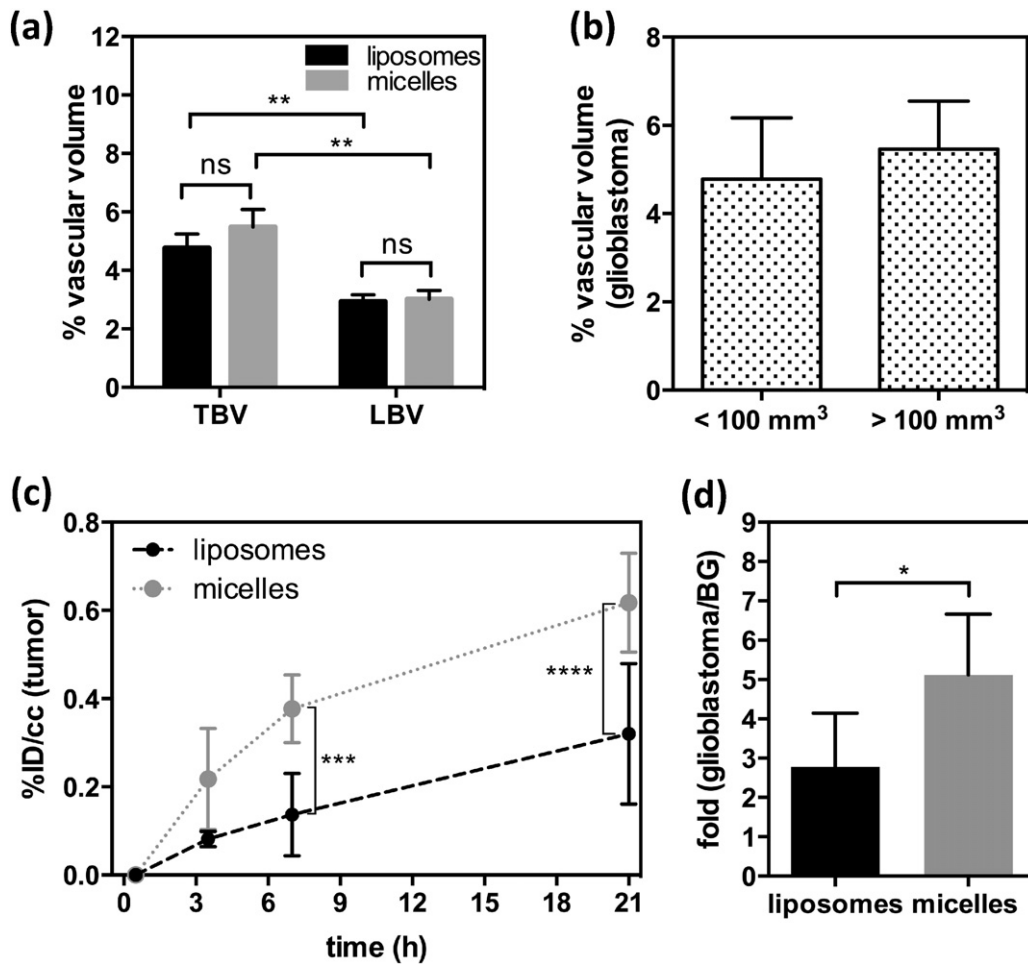 (a)
12
10
8
6
4
2
0
% vascular volume
liposomes
micelles
**
**
ns
ns
TBV
LBV
(b)
8
6
4
2
0
% vascular volume
(glioblastoma)
< 100 mm³
> 100 mm³
(c)
0.8
0.6
0.4
0.2
0.0
%ID/cc (tumor)
liposomes
micelles
***
****
0 3 6 9 12 15 18 21
time (h)
(d)
9
8
7
6
5
4
3
2
1
0
fold (glioblastoma/BG)
*
liposomes micelles